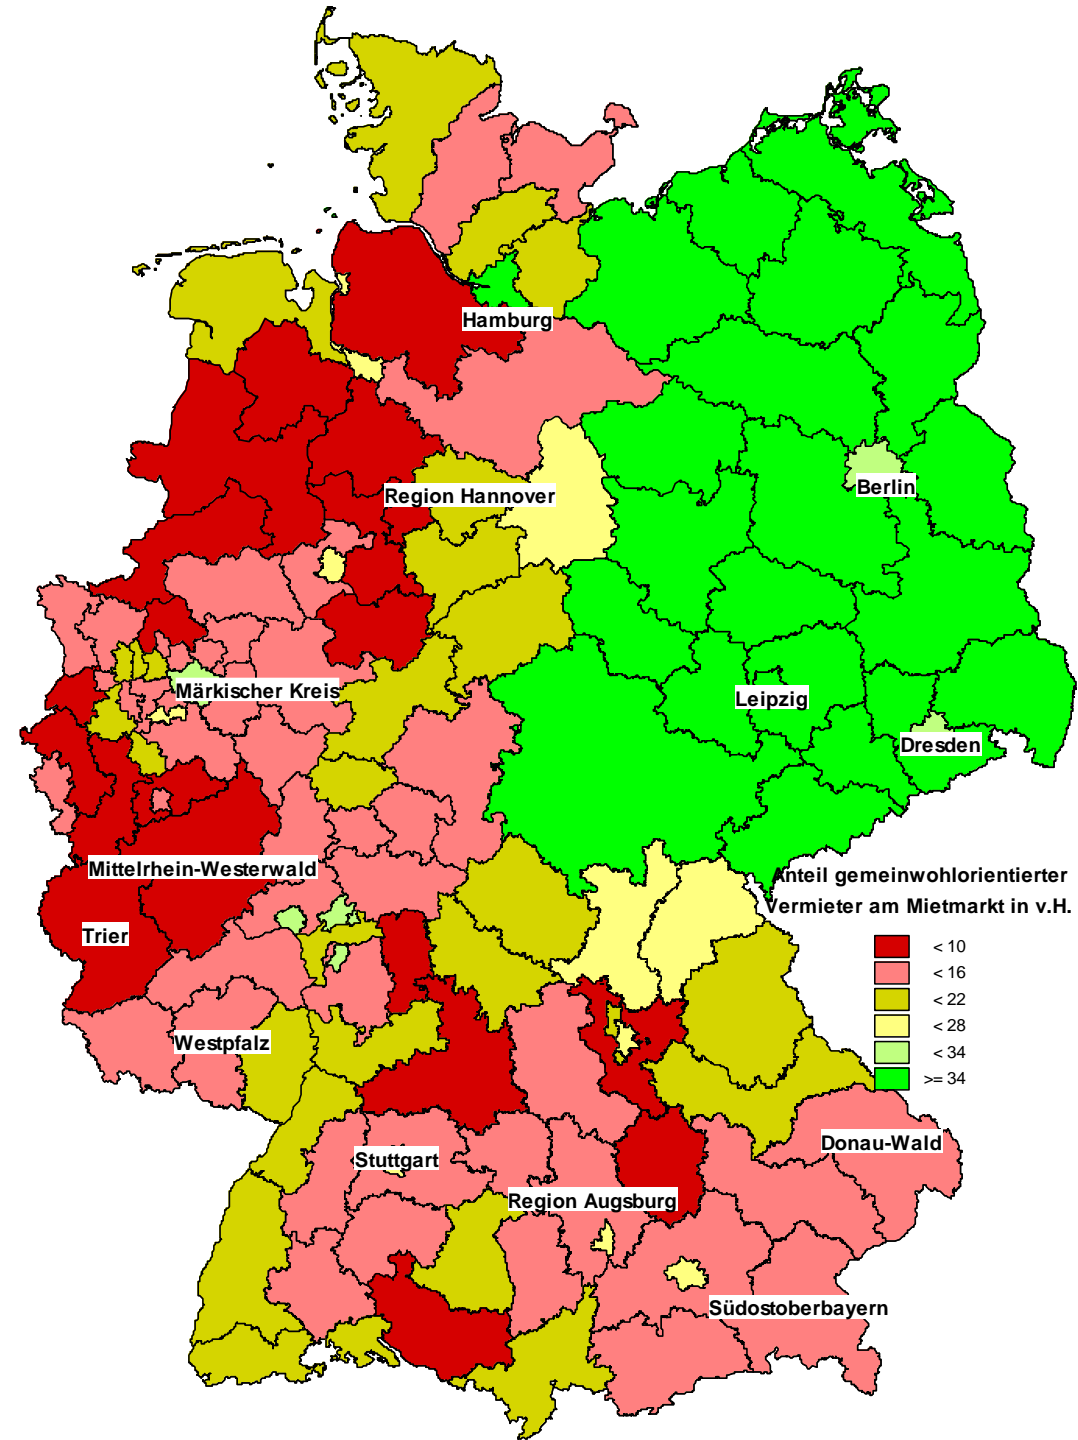 Hamburg
Region Hannover
Berlin
Märkischer Kreis
Leipzig
Dresden
Mittelrhein-Westerwald
Anteil gemeinwohlorientierter
Vermieter am Mietmarkt in v.H.
Trier
< 10
< 16
< 22
< 28
< 34
>= 34
Westpfalz
Donau-Wald
Stuttgart
Region Augsburg
Südostoberbayern